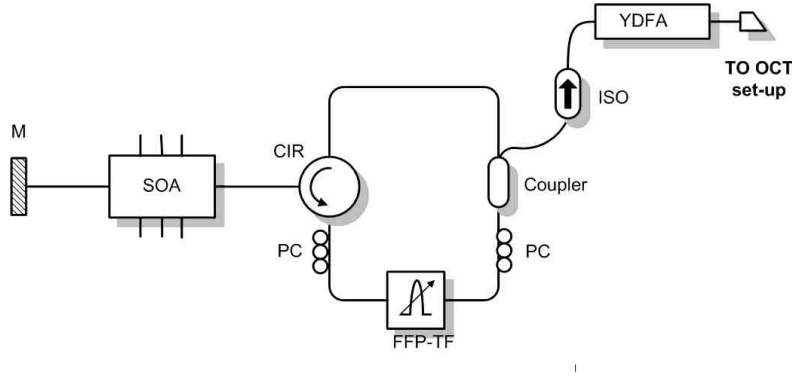 YDFA
TO OCT
set-up
ISO
M
CIR
SOA
Coupler
PC
PC
FFP-TF